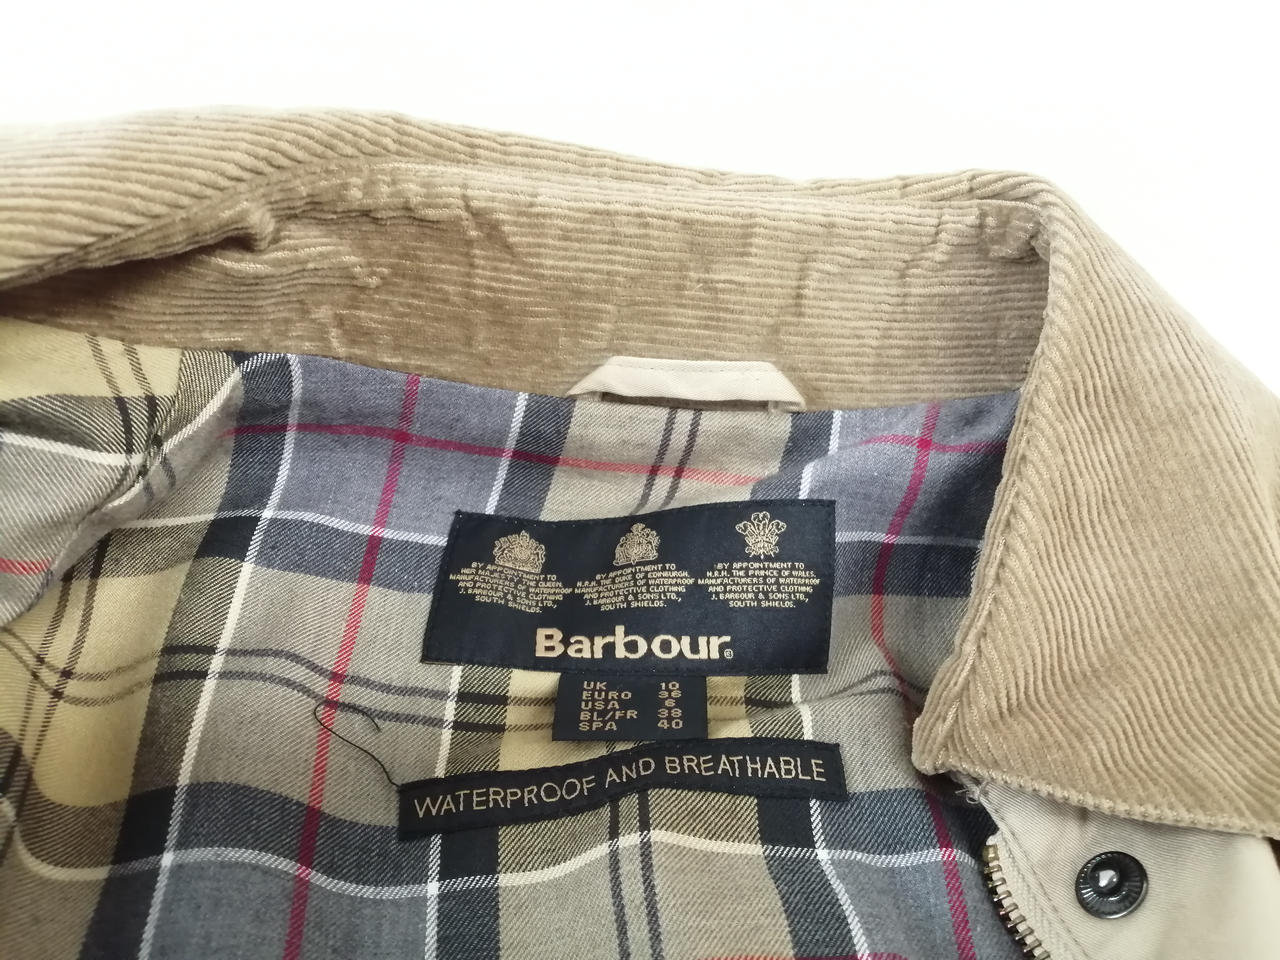 BY APPOINTMENT TO
HER MAJESTY THE QUEEN,
MANUFACTURERS OF WATERPROOF
AND PROTECTIVE CLOTHING
J. BARBOUR & SONS LTD.,
SOUTH SHIELDS.
BY APPOINTMENT TO
H.R.H. THE DUKE OF EDINBURGH,
MANUFACTURERS OF WATERPROOF
AND PROTECTIVE CLOTHING
J. BARBOUR & SONS LTD.,
SOUTH SHIELDS.
BY APPOINTMENT TO
H.R.H. THE PRINCE OF WALES,
MANUFACTURERS OF WATERPROOF
AND PROTECTIVE CLOTHING
J. BARBOUR & SONS LTD.,
SOUTH SHIELDS.
Barbour®
UK 10
EURO 36
USA 6
BL/FR 38
SPA 40
WATERPROOF AND BREATHABLE